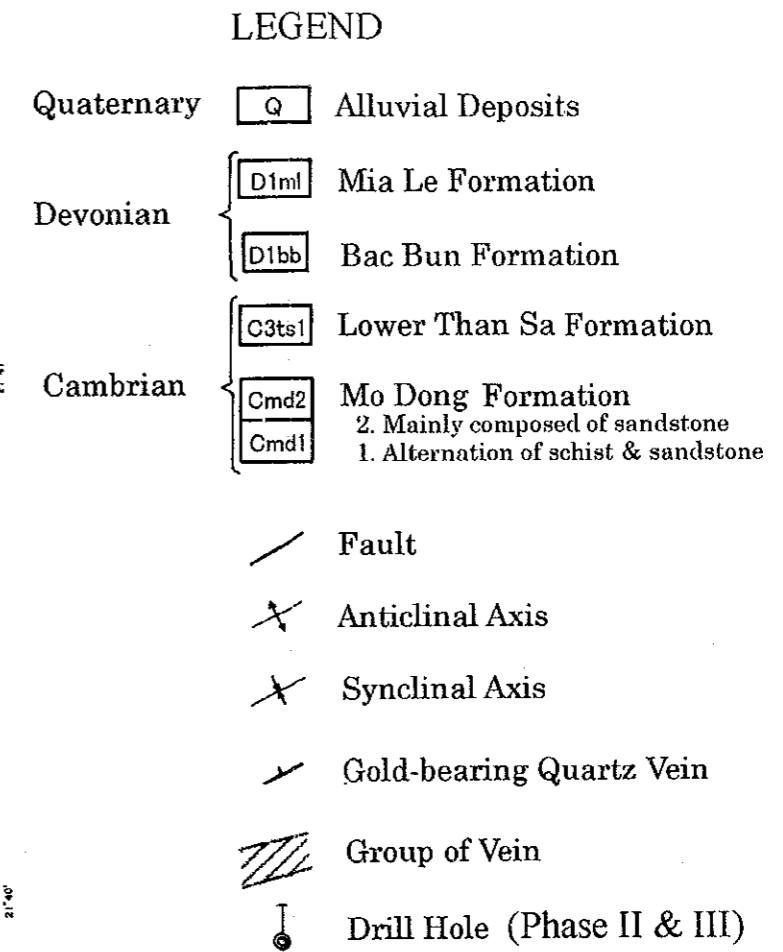 LEGEND
Quaternary Q Alluvial Deposits
Devonian
D1ml Mia Le Formation
D1bb Bac Bun Formation
Cambrian
C3ts1 Lower Than Sa Formation
Cmd2 Mo Dong Formation
2. Mainly composed of sandstone
Cmd1 1. Alternation of schist & sandstone
Fault
Anticlinal Axis
Synclinal Axis
Gold-bearing Quartz Vein
Group of Vein
21°40'
Drill Hole (Phase II & III)